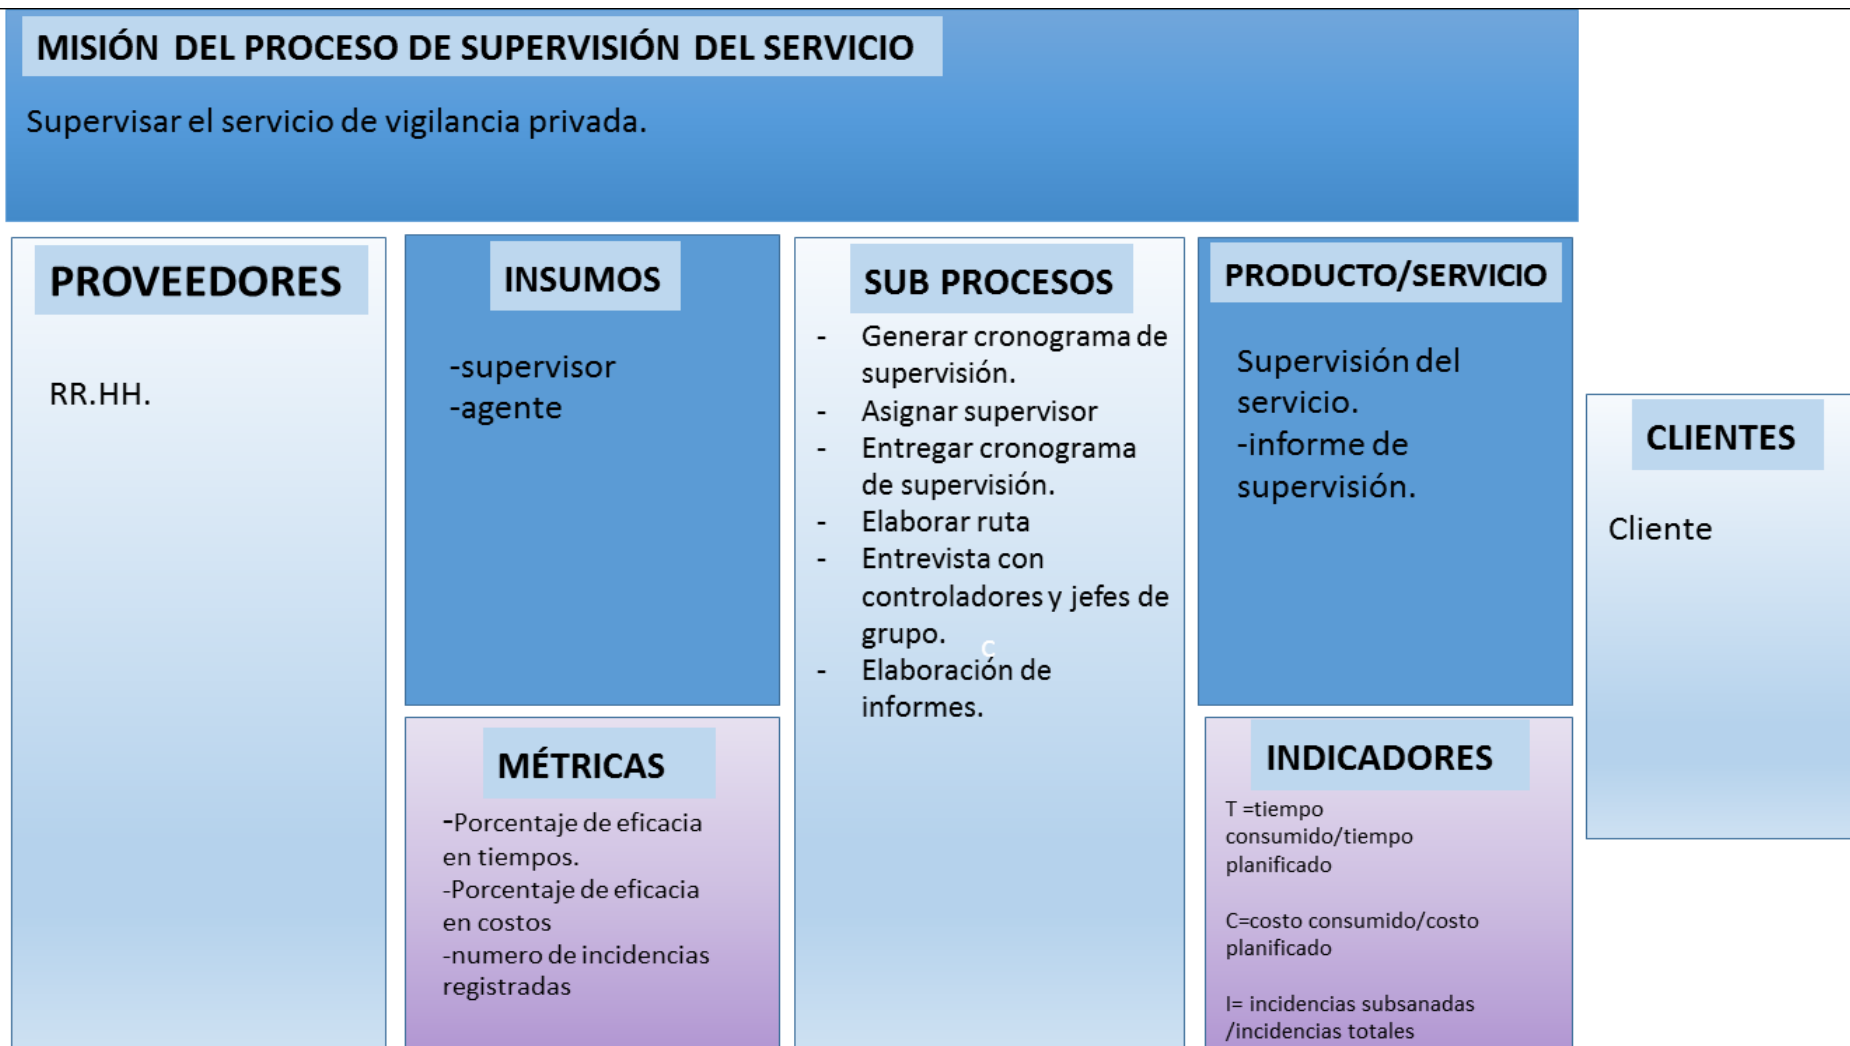 MISIÓN DEL PROCESO DE SUPERVISIÓN DEL SERVICIO
Supervisar el servicio de vigilancia privada.
PROVEEDORES
RR.HH.
INSUMOS
-supervisor
-agente
MÉTRICAS
-Porcentaje de eficacia
en tiempos.
-Porcentaje de eficacia
en costos
-numero de incidencias
registradas
SUB PROCESOS
- Generar cronograma de
supervisión.
- Asignar supervisor
- Entregar cronograma
de supervisión.
- Elaborar ruta
- Entrevista con
controladores y jefes de
grupo.
c
- Elaboración de
informes.
PRODUCTO/SERVICIO
Supervisión del
servicio.
-informe de
supervisión.
INDICADORES
T =tiempo
consumido/tiempo
planificado
C=costo consumido/costo
planificado
I= incidencias subsanadas
/incidencias totales
CLIENTES
Cliente